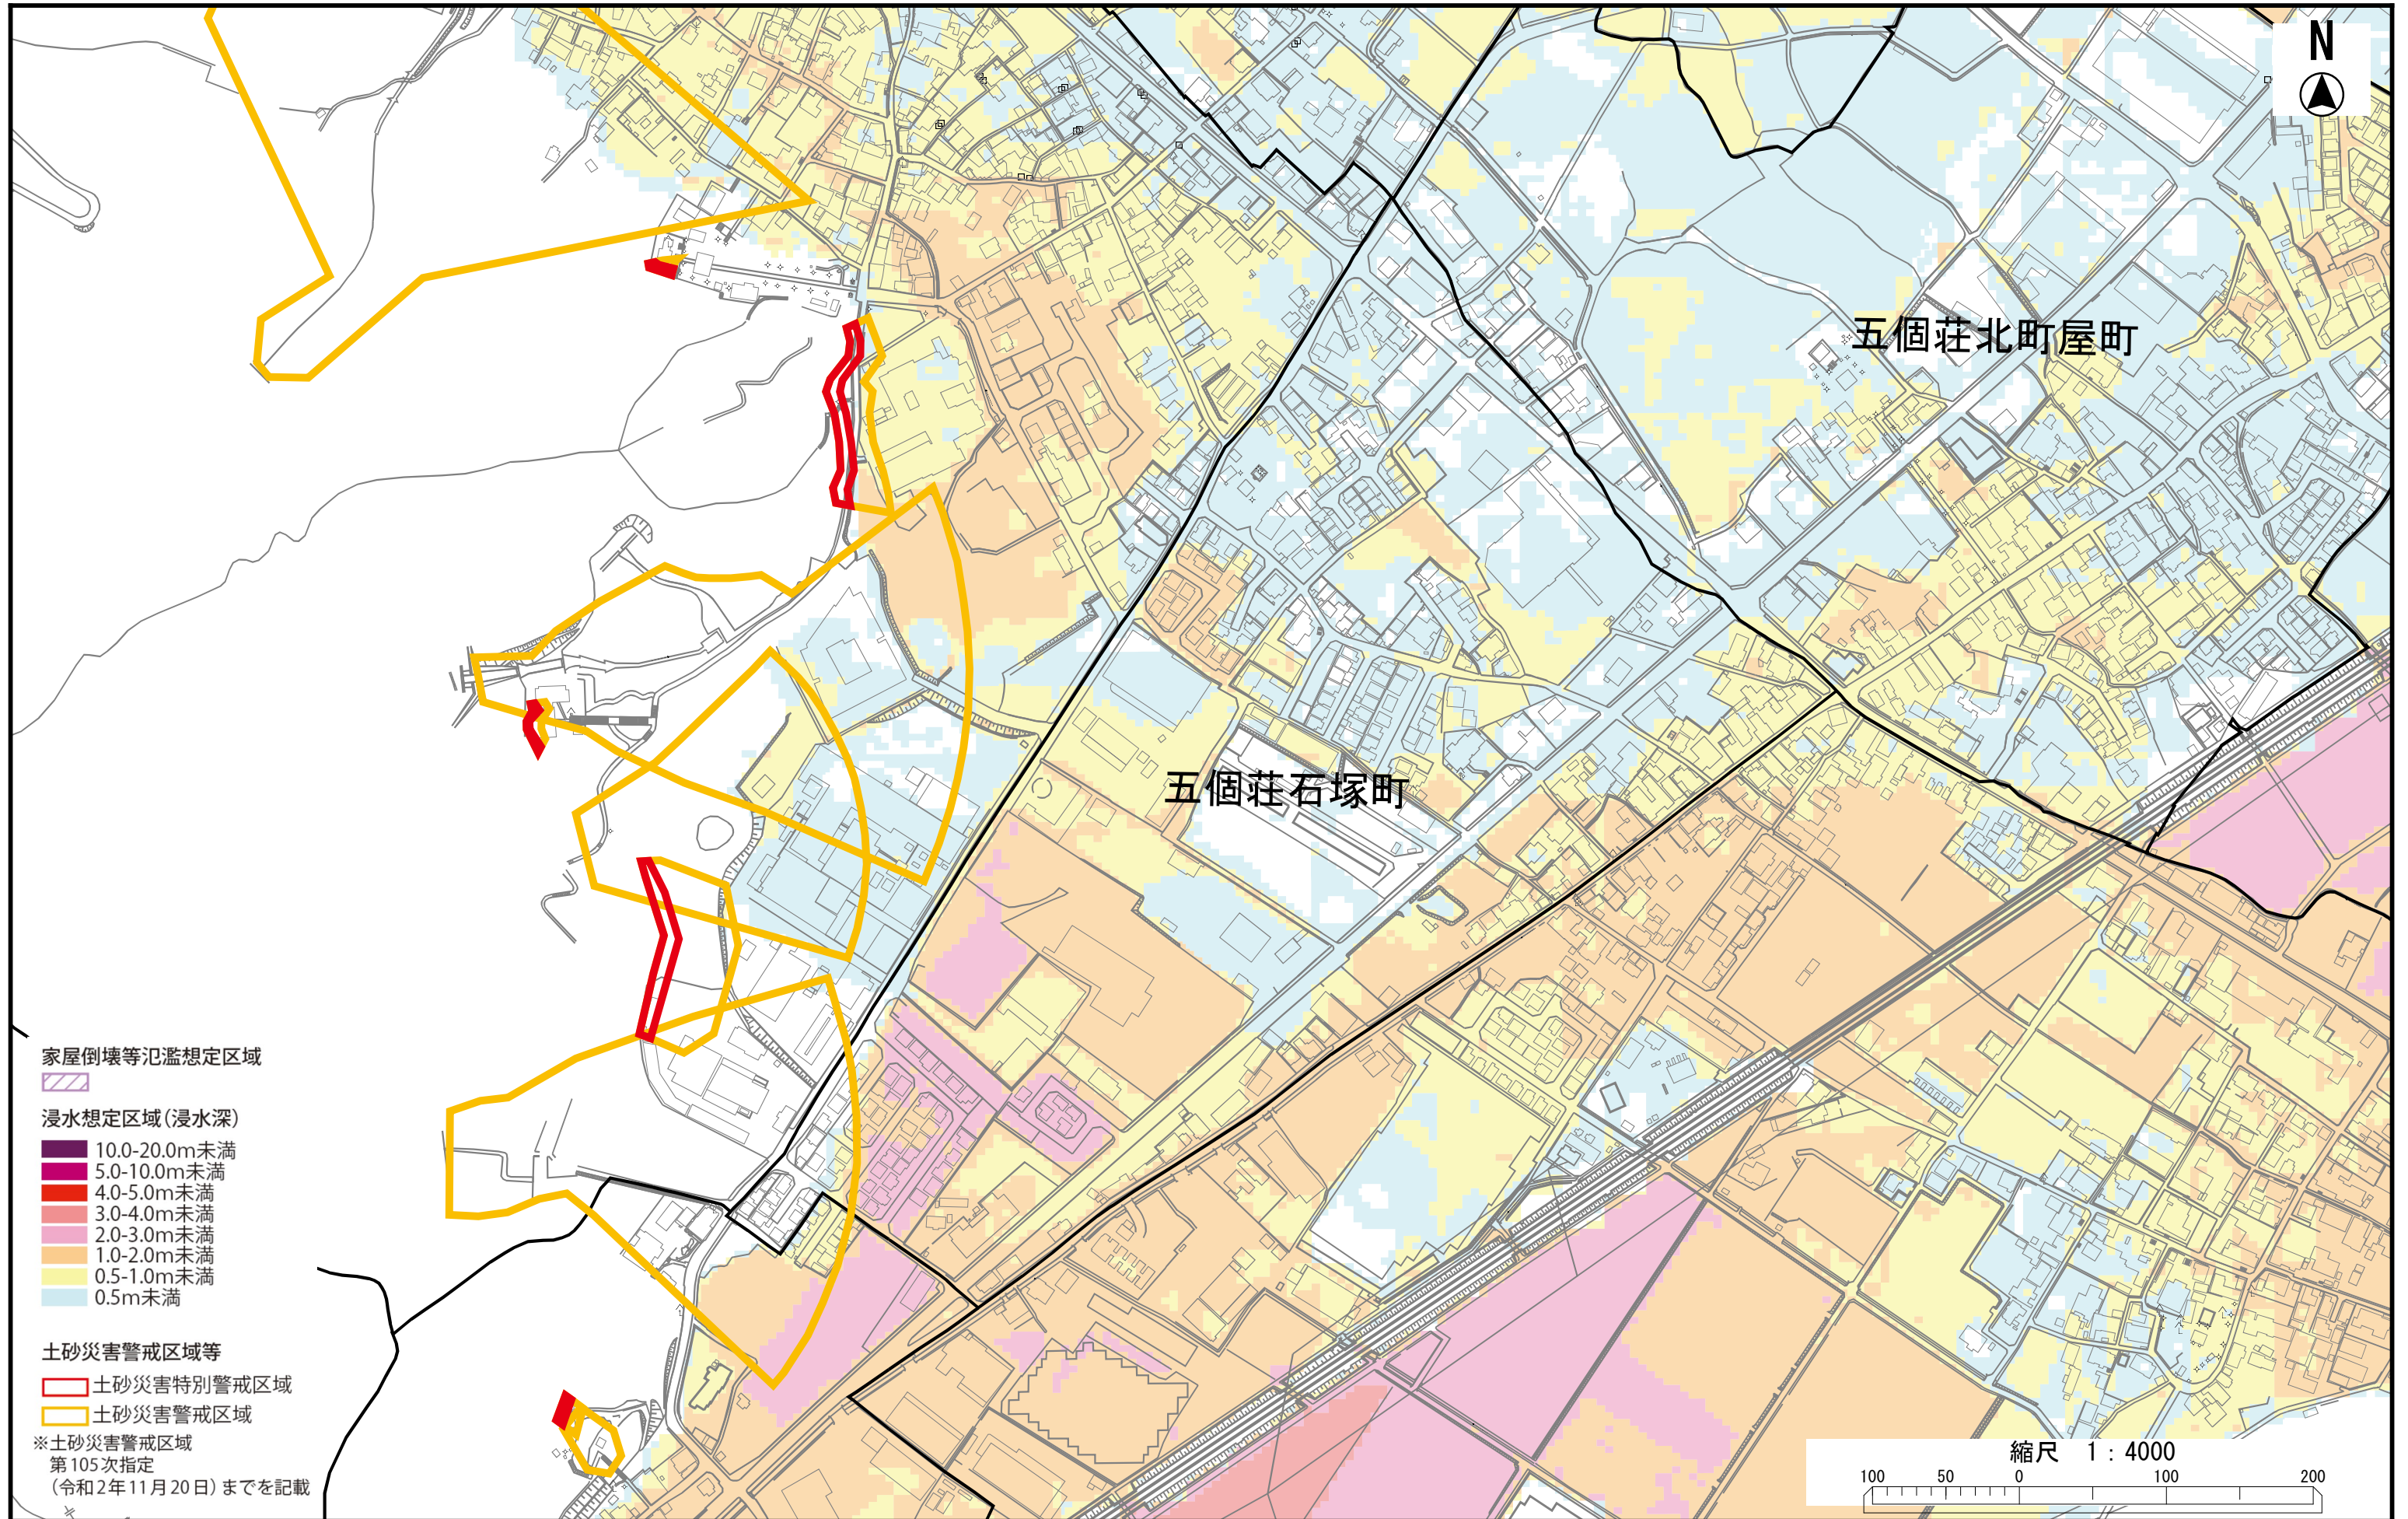 N
五個荘北町屋町
五個荘石塚町
家屋倒壊等氾濫想定区域
浸水想定区域(浸水深)
10.0-20.0m未満
5.0-10.0m未満
4.0-5.0m未満
3.0-4.0m未満
2.0-3.0m未満
1.0-2.0m未満
0.5-1.0m未満
0.5m未満
土砂災害警戒区域等
土砂災害特別警戒区域
土砂災害警戒区域
※土砂災害警戒区域
第105次指定
(令和2年11月20日)までを記載
縮尺 1:4000
100 50 0 100 200